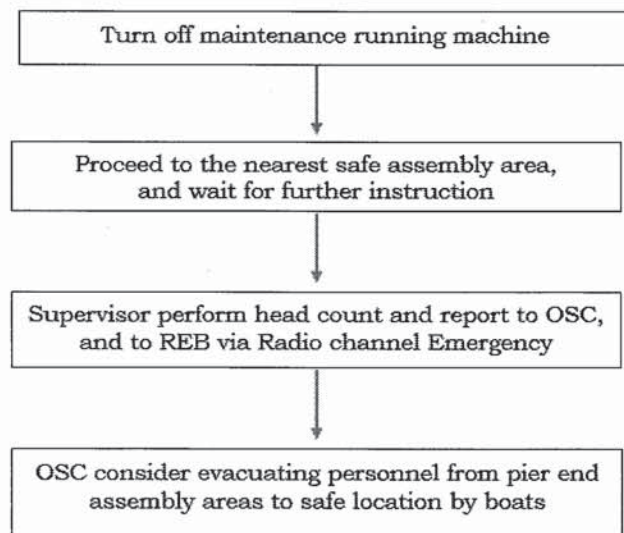 Turn off maintenance running machine
Proceed to the nearest safe assembly area,
and wait for further instruction
Supervisor perform head count and report to OSC,
and to REB via Radio channel Emergency
OSC consider evacuating personnel from pier end
assembly areas to safe location by boats